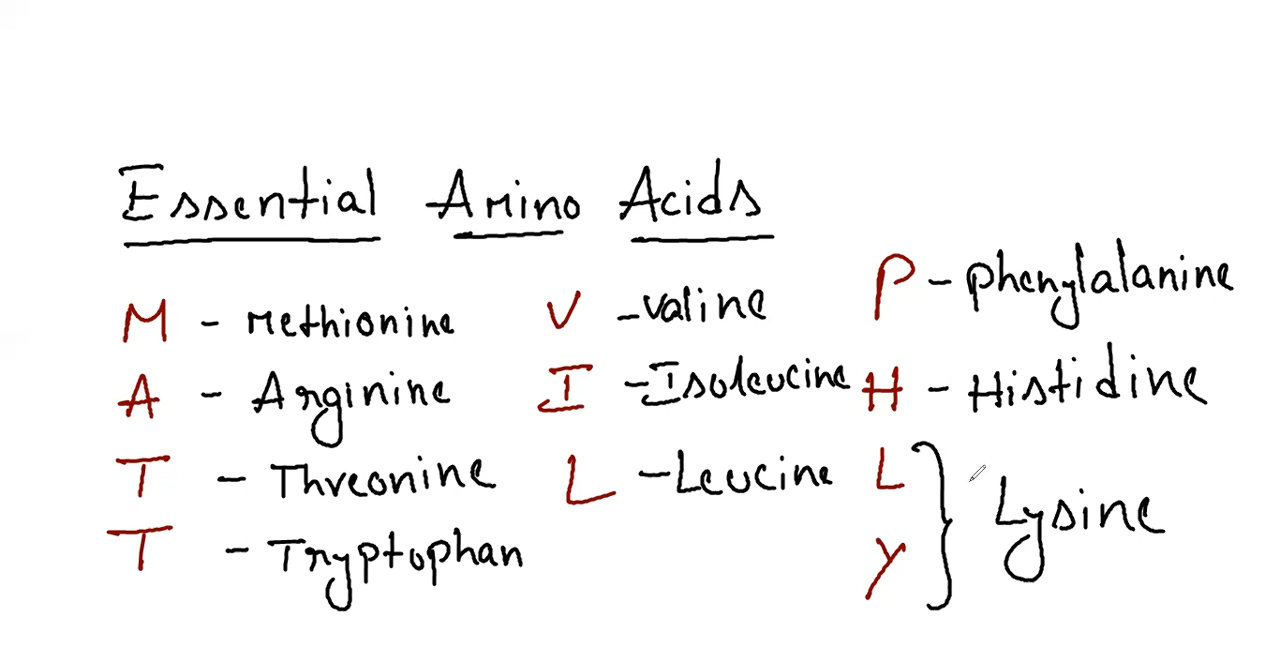 Essential Amino Acids
M - Methionine
A - Arginine
T - Threonine
T - Tryptophan
V - valine
I - Isoleucine
L - Leucine
P - phenylalanine
H - Histidine
L
Y } Lysine